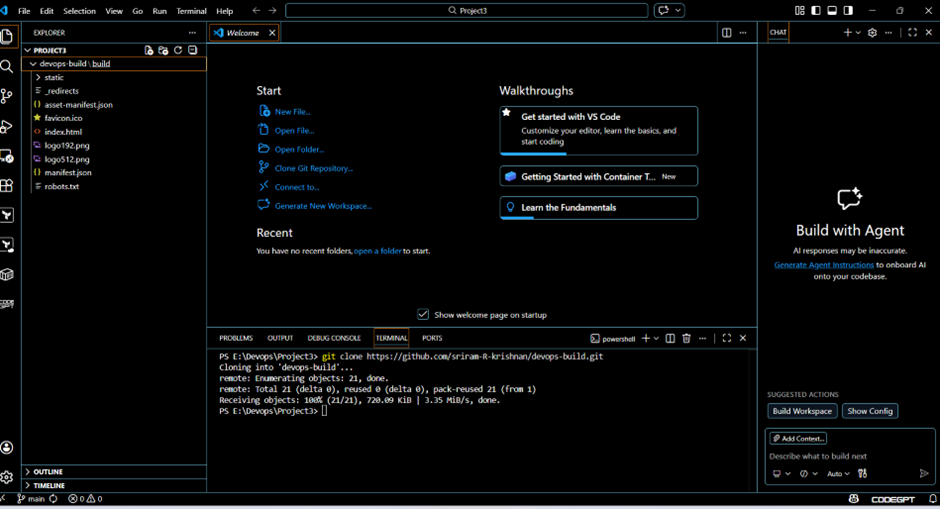 File Edit Selection View Go Run Terminal Help
Project3
EXPLORER
PROJECT3
devops-build \ build
static
_redirects
asset-manifest.json
favicon.ico
index.html
logo192.png
logo512.png
manifest.json
robots.txt
OUTLINE
TIMELINE
Welcome
Start
New File...
Open File...
Open Folder...
Clone Git Repository...
Connect to...
Generate New Workspace...
Recent
You have no recent folders, open a folder to start.
Walkthroughs
Get started with VS Code
Customize your editor, learn the basics, and
start coding
Getting Started with Container T... New
Learn the Fundamentals
Show welcome page on startup
PROBLEMS OUTPUT DEBUG CONSOLE TERMINAL PORTS
powershell
PS E:\Devops\Project3> git clone https://github.com/sriram-R-krishnan/devops-build.git
Cloning into 'devops-build'...
remote: Enumerating objects: 21, done.
remote: Total 21 (delta 0), reused 0 (delta 0), pack-reused 21 (from 1)
Receiving objects: 100% (21/21), 720.09 KiB | 3.35 MiB/s, done.
PS E:\Devops\Project3>
CHAT
Build with Agent
AI responses may be inaccurate.
Generate Agent Instructions to onboard AI
onto your codebase.
SUGGESTED ACTIONS
Build Workspace Show Config
Add Context...
Describe what to build next
Auto
main 0 0
CODEGPT